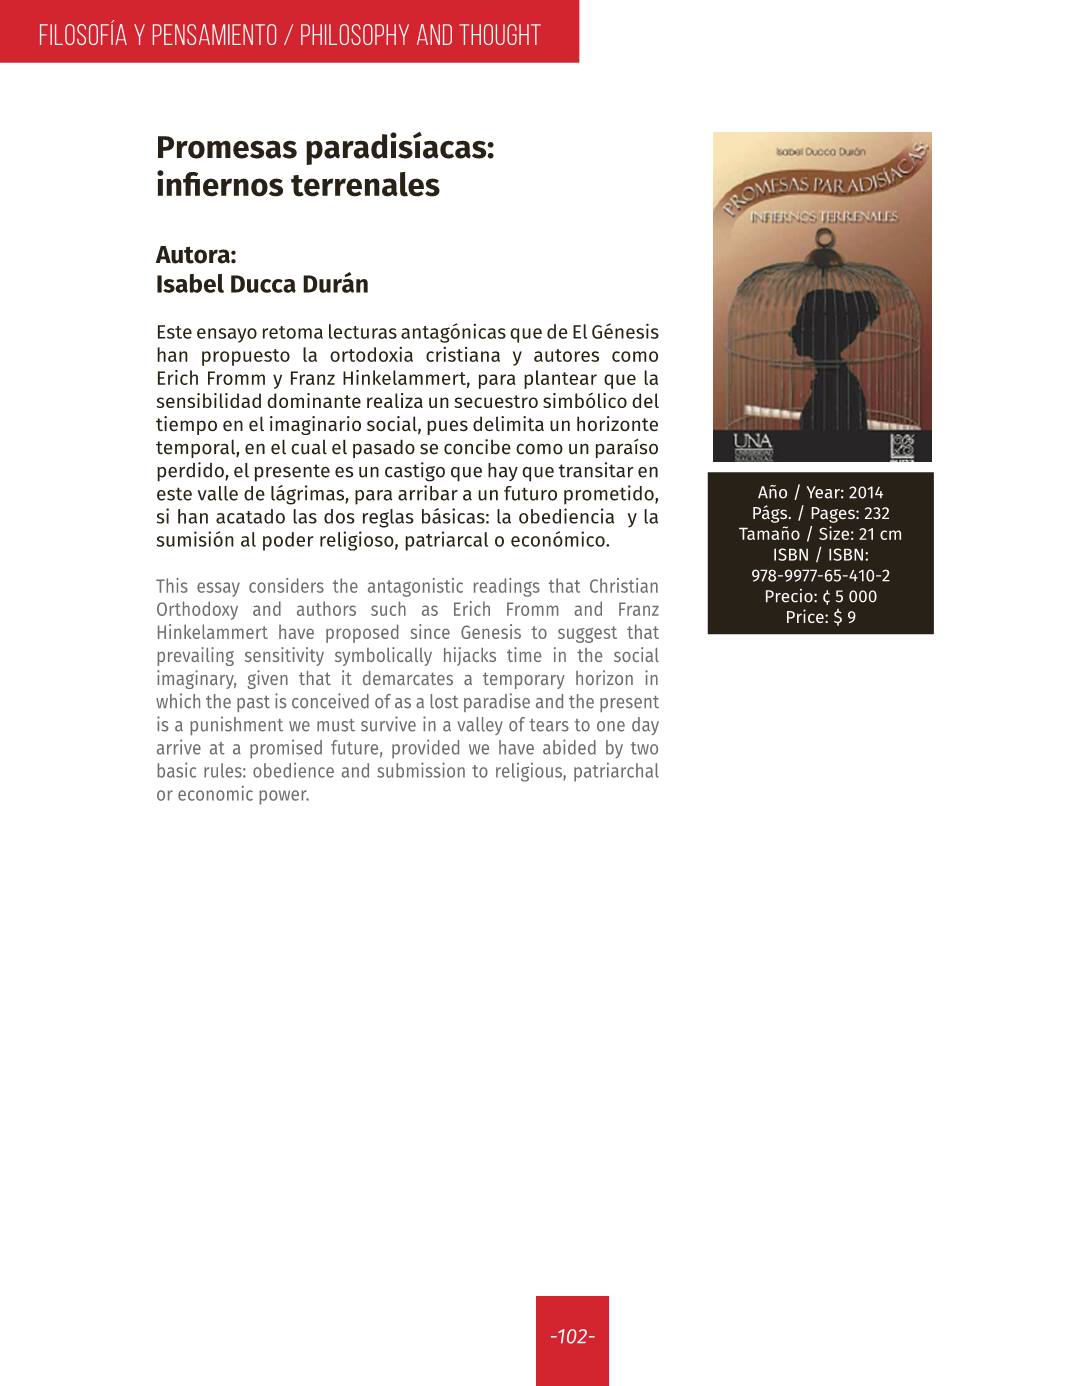 FILOSOFÍA Y PENSAMIENTO / PHILOSOPHY AND THOUGHT
Promesas paradisíacas:
infiernos terrenales
Autora:
Isabel Ducca Durán
Este ensayo retoma lecturas antagónicas que de El Génesis
han propuesto la ortodoxia cristiana y autores como
Erich Fromm y Franz Hinkelammert, para plantear que la
sensibilidad dominante realiza un secuestro simbólico del
tiempo en el imaginario social, pues delimita un horizonte
temporal, en el cual el pasado se concibe como un paraíso
perdido, el presente es un castigo que hay que transitar en
este valle de lágrimas, para arribar a un futuro prometido,
si han acatado las dos reglas básicas: la obediencia  y la
sumisión al poder religioso, patriarcal o económico.
This essay considers the antagonistic readings that Christian
Orthodoxy and authors such as Erich Fromm and Franz
Hinkelammert have proposed since Genesis to suggest that
prevailing sensitivity symbolically hijacks time in the social
imaginary, given that it demarcates a temporary horizon in
which the past is conceived of as a lost paradise and the present
is a punishment we must survive in a valley of tears to one day
arrive at a promised future, provided we have abided by two
basic rules: obedience and submission to religious, patriarchal
or economic power.
Isabel Ducca Durán
PROMESAS PARADISÍACAS:
INFIERNOS TERRENALES
UNA
Año / Year: 2014
Págs. / Pages: 232
Tamaño / Size: 21 cm
ISBN / ISBN:
978-9977-65-410-2
Precio: ₡ 5 000
Price: $ 9
-102-